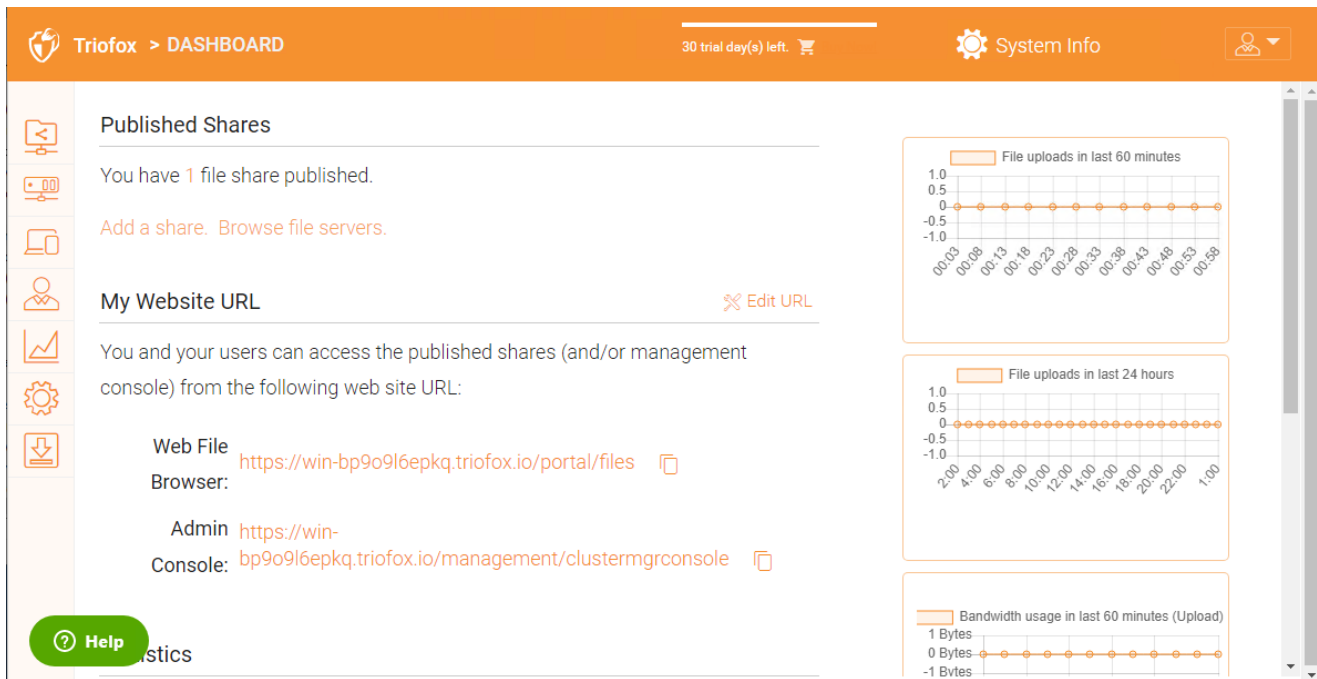 Triofox > DASHBOARD
30 trial day(s) left.
System Info
Published Shares
You have 1 file share published.
Add a share. Browse file servers.
My Website URL
Edit URL
You and your users can access the published shares (and/or management
console) from the following web site URL:
Web File
Browser:
https://win-bp9o9l6epkq.triofox.io/portal/files
Admin
Console:
https://win-
bp9o9l6epkq.triofox.io/management/clustermgrconsole
Help
istics
File uploads in last 60 minutes
1.0
0.5
0
-0.5
-1.0
00:03 00:08 00:13 00:18 00:23 00:28 00:33 00:38 00:43 00:48 00:53 00:58
File uploads in last 24 hours
1.0
0.5
0
-0.5
-1.0
2:00 4:00 6:00 8:00 10:00 12:00 14:00 16:00 18:00 20:00 22:00 1:00
Bandwidth usage in last 60 minutes (Upload)
1 Bytes
0 Bytes
-1 Bytes